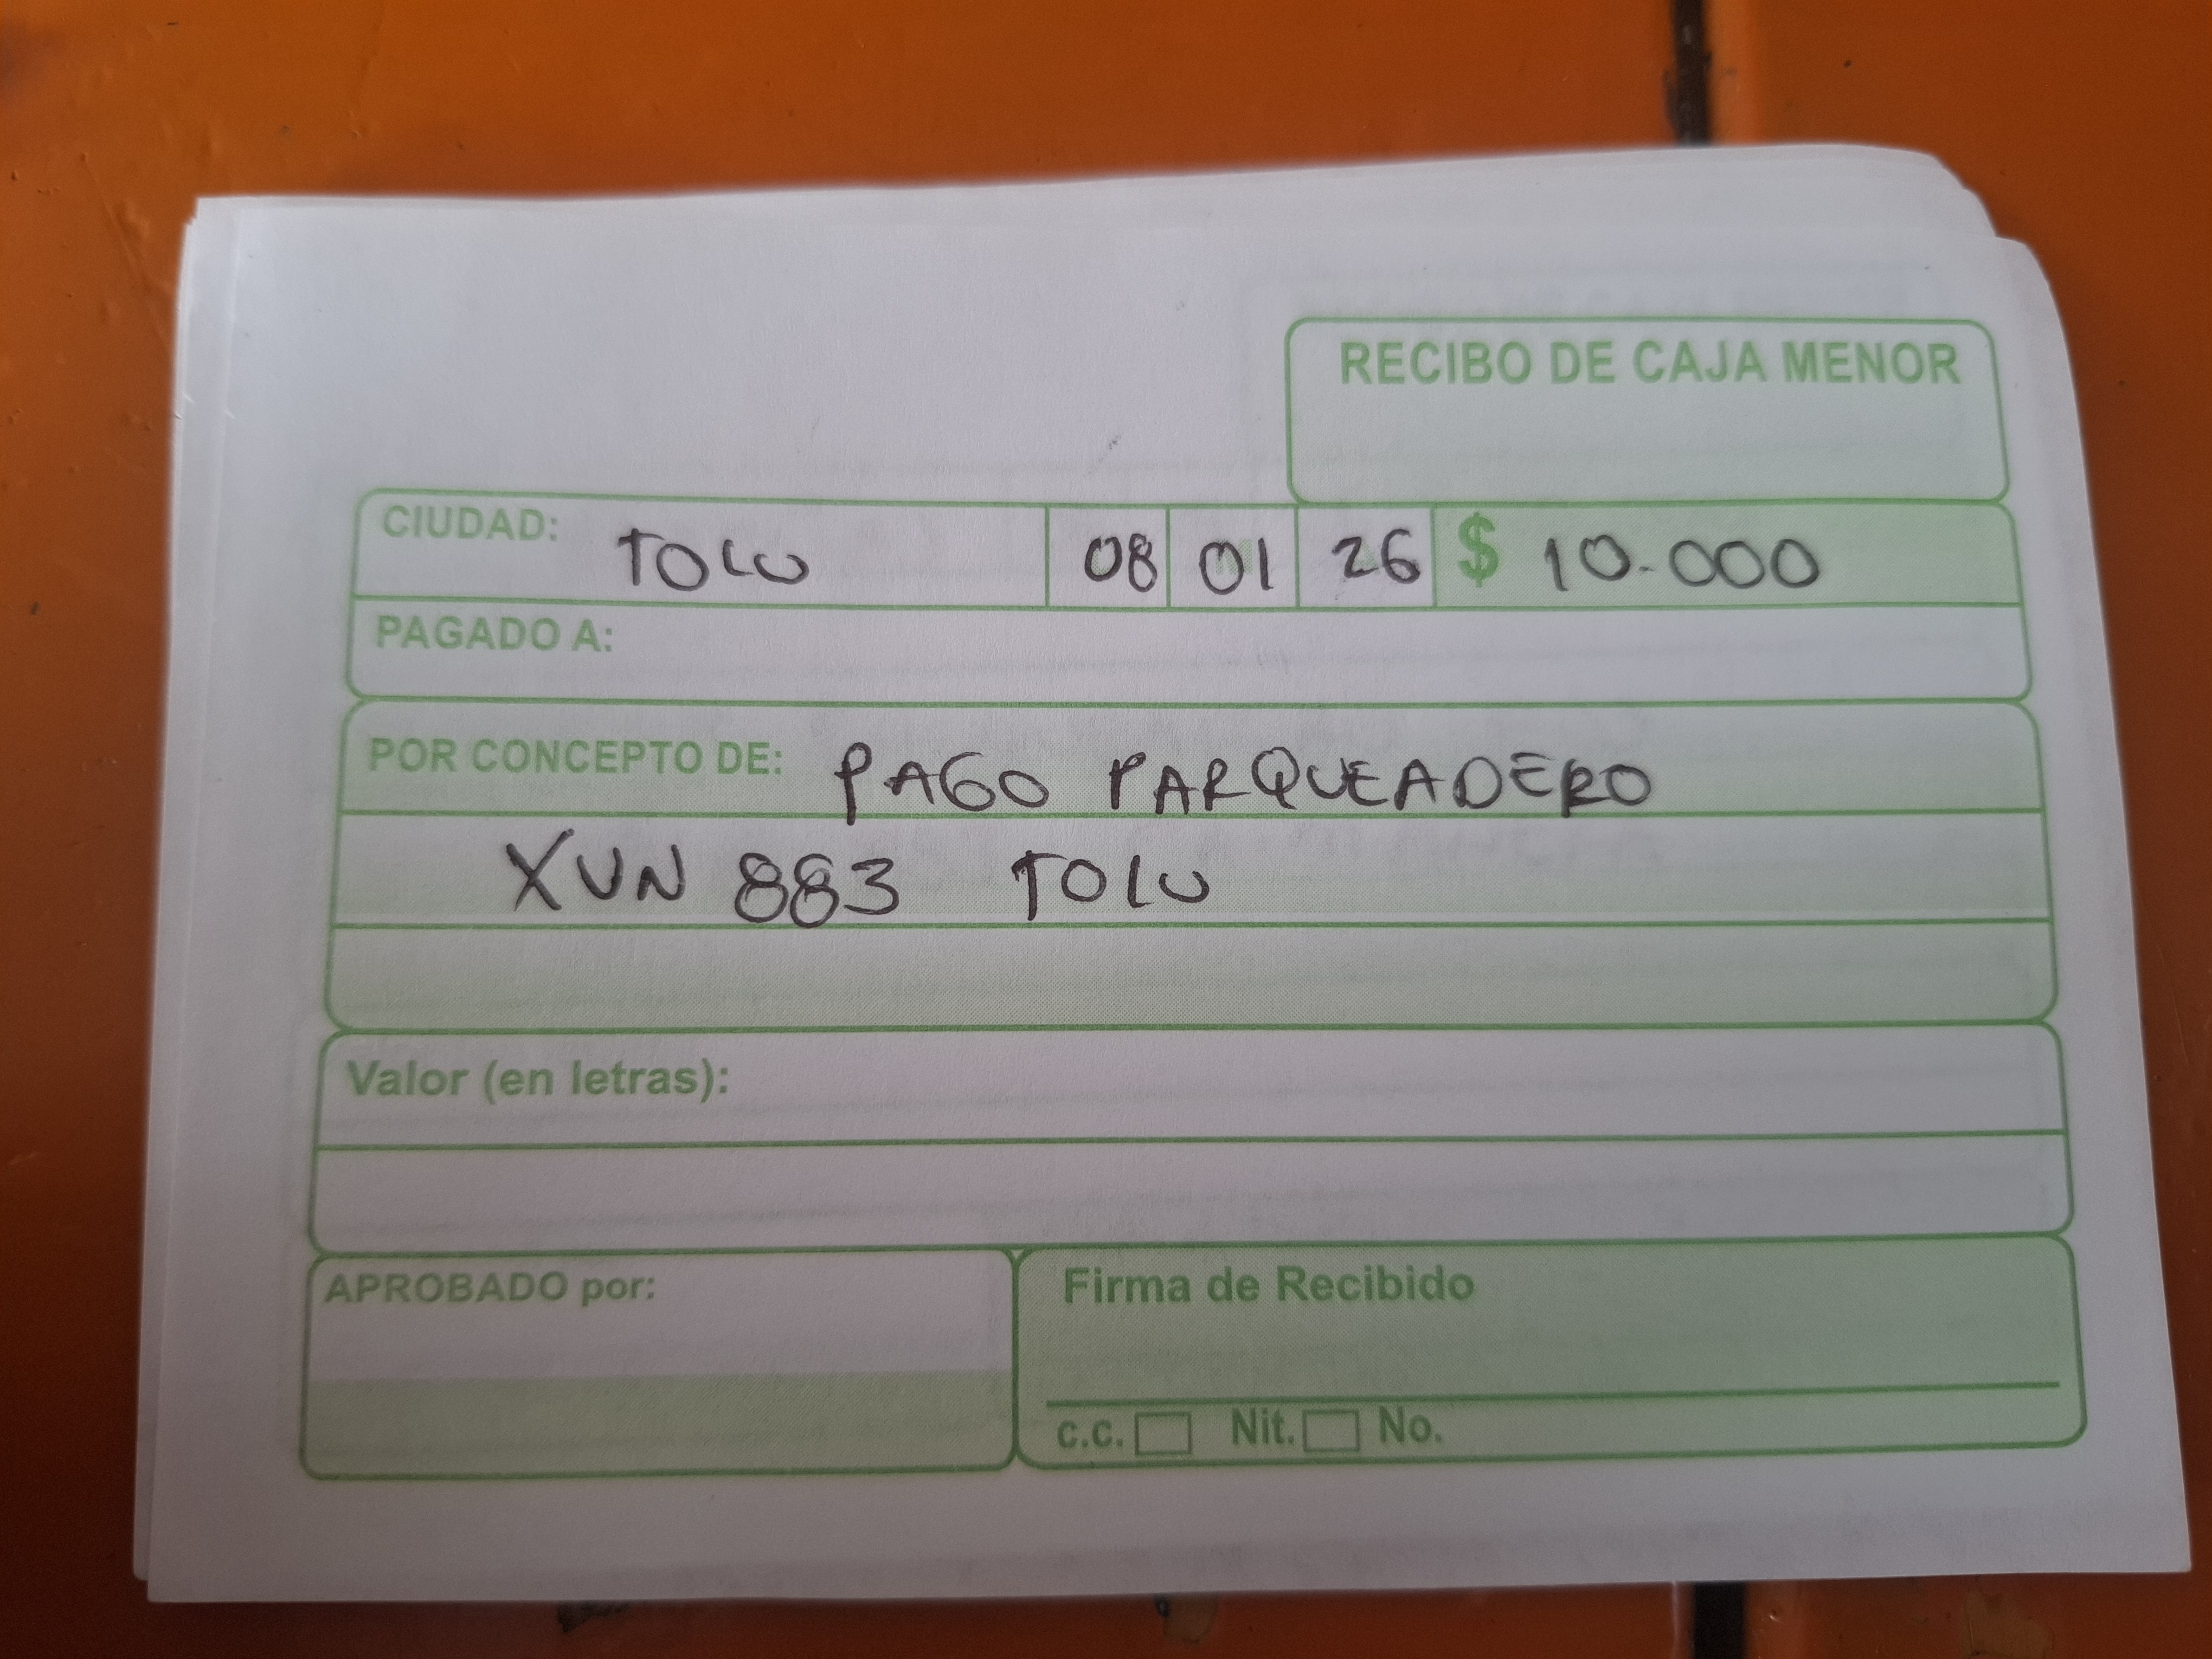 RECIBO DE CAJA MENOR
CIUDAD: TOLU 08 01 26 $ 10.000
PAGADO A:
POR CONCEPTO DE: PAGO PARQUEADERO
XUN 883 TOLU
Valor (en letras):
APROBADO por: Firma de Recibido
c.c. Nit. No.